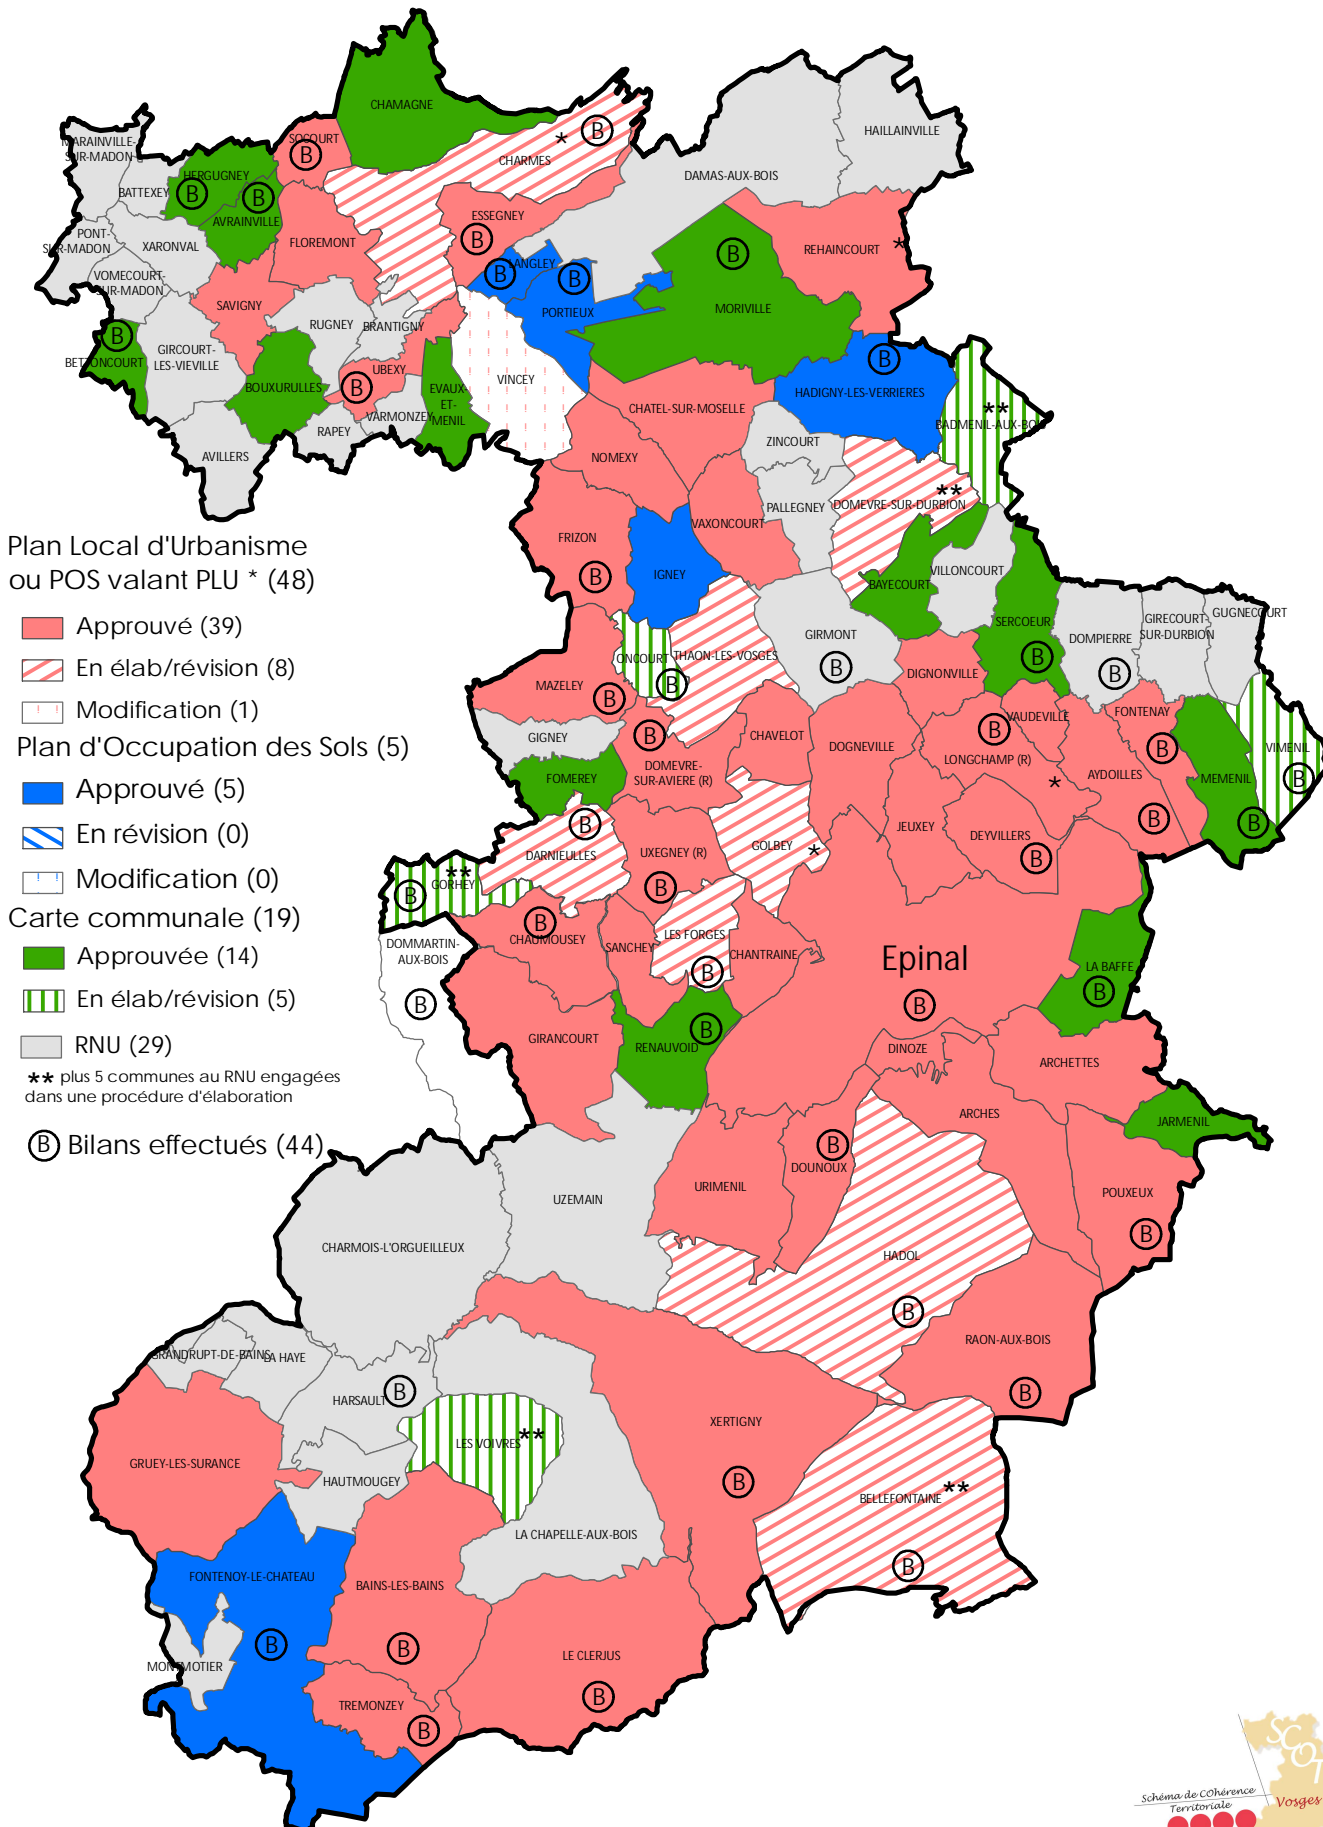 CHAMAGNE
HAILLAINVILLE
SOCOURT
MARAINVILLE-
SUR-MADON
CHARMES
*
B
B
DAMAS-AUX-BOIS
HERGUGNEY
BATTEXEY
B
B
AVRAINVILLE
ESSEGNEY
B
PONT-
SUR-MADON
XARONVAL
FLOREMONT
REHAINCOURT
*
B
LANGLEY
B
B
VOMECOURT-
SUR-MADON
SAVIGNY
MORIVILLE
PORTIEUX
RUGNEY
BRANTIGNY
B
BETTONCOURT
GIRCOURT-
LES-VIEVILLE
B
UBEXY
B
VINCEY
HADIGNY-LES-VERRIERES
BOUXURULLES
EVAUX-
ET-
MENIL
CHATEL-SUR-MOSELLE
**
VARMONZEY
RAPEY
ZINCOURT
AVILLERS
NOMEXY
**
PALLEGNEY
DOMEVRE-SUR-DURBION
VAXONCOURT
FRIZON
B
IGNEY
BAYECOURT
VILLONCOURT
Plan Local d'Urbanisme
ou POS valant PLU * (48)
Approuvé (39)
En élab/révision (8)
Modification (1)
Plan d'Occupation des Sols (5)
Approuvé (5)
En révision (0)
Modification (0)
Carte communale (19)
Approuvée (14)
En élab/révision (5)
RNU (29)
** plus 5 communes au RNU engagées
dans une procédure d'élaboration
B Bilans effectués (44)
SERCOEUR
B
GIRMONT
B
DOMPIERRE
B
GIRECOURT-
SUR-DURBION
GUGNECOURT
ONCOURT
B
THAON-LES-VOSGES
DIGNONVILLE
MAZELEY
B
GIGNEY
B
DOMEVRE-
SUR-AVIERE (R)
CHAVELOT
DOGNEVILLE
B
VAUDEVILLE
LONGCHAMP (R)
*
FONTENAY
B
AYDOILLES
B
MEMENIL
B
VIMENIL
B
FOMEREY
B
DARNIEULLES
UXEGNEY (R)
B
GOLBEY
*
JEUXEY
DEYVILLERS
B
**
GORHEY
B
DOMMARTIN-
AUX-BOIS
B
CHAUMOUSEY
B
SANCHEY
LES FORGES
B
CHANTRAINE
Epinal
B
LA BAFFE
B
GIRANCOURT
RENAUVOID
B
DINOZE
ARCHETTES
ARCHES
JARMENIL
B
DOUNOUX
URIMENIL
UZEMAIN
POUXEUX
B
CHARMOIS-L'ORGUEILLEUX
HADOL
B
RAON-AUX-BOIS
B
GRANDRUPT-DE-BAINS
LA HAYE
HARSAULT
B
XERTIGNY
B
LES VOIVRES
**
GRUEY-LES-SURANCE
HAUTMOUGEY
BELLEFONTAINE
**
B
LA CHAPELLE-AUX-BOIS
FONTENOY-LE-CHATEAU
B
BAINS-LES-BAINS
B
MONTMOTIER
LE CLERJUS
B
TREMONZEY
B
SCOT
Schéma de COhérence
Territoriale
Vosges